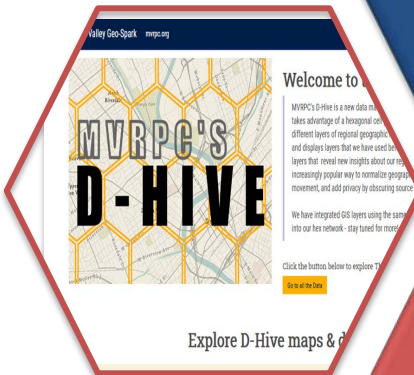 Valley Geo-Spark mvrpc.org
MVRPC'S
D-HIVE
Welcome to
MVRPC's D-Hive is a new data
takes advantage of a hexagonal
different layers of regional geographic
and displays layers that we have used
layers that reveal new insights about our
increasingly popular way to normalize
movement, and add privacy by obscuring source
We have integrated GIS layers using the same
into our hex network - stay tuned for more!
Click the button below to explore
Go to all the Data
Explore D-Hive maps &